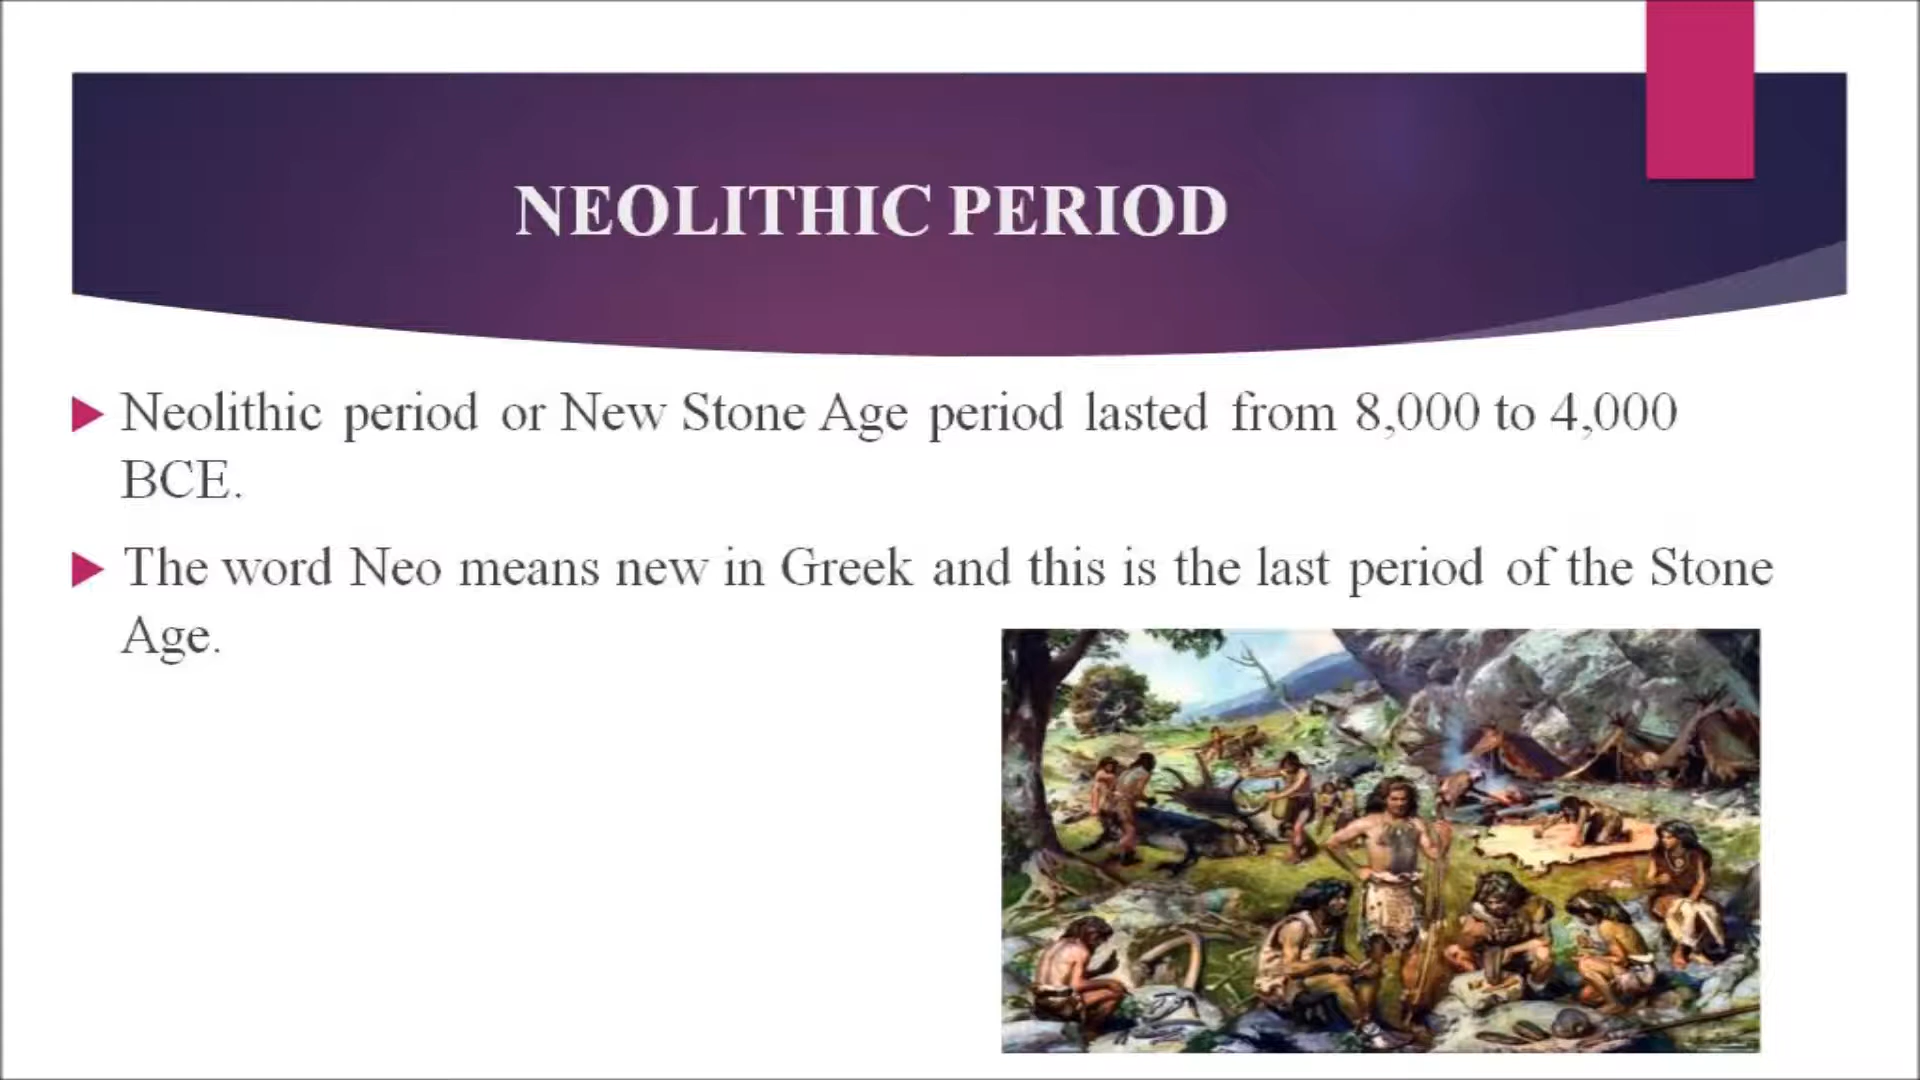 NEOLITHIC PERIOD
Neolithic period or New Stone Age period lasted from 8,000 to 4,000
BCE.
The word Neo means new in Greek and this is the last period of the Stone
Age.